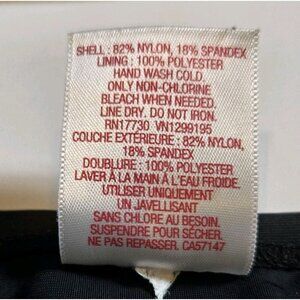 SHELL : 82% NYLON, 18% SPANDEX
LINING : 100% POLYESTER
HAND WASH COLD
ONLY NON-CHLORINE
BLEACH WHEN NEEDED.
LINE DRY. DO NOT IRON.
RN17730 VN1299195
COUCHE EXTÉRIEURE : 82% NYLON,
18% SPANDEX
DOUBLURE : 100% POLYESTER
LAVER À LA MAIN À L'EAU FROIDE.
UTILISER UNIQUEMENT
UN JAVELLISANT
SANS CHLORE AU BESOIN.
SUSPENDRE POUR SÉCHER.
NE PAS REPASSER. CA57147